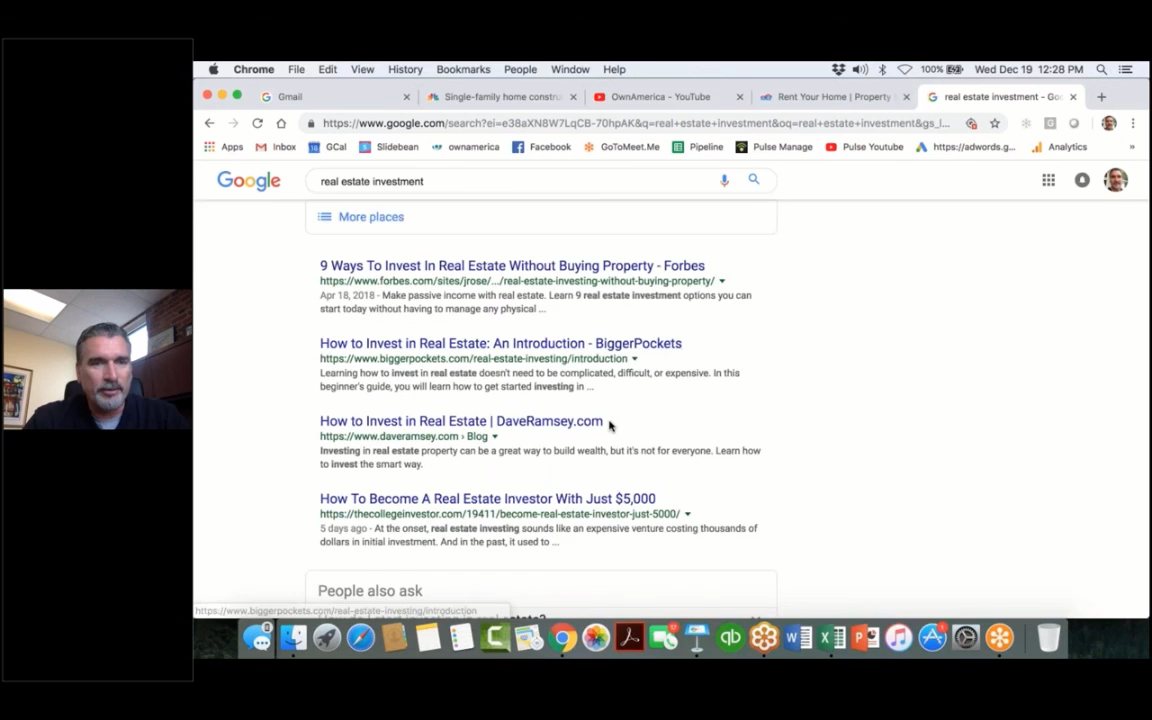 Chrome File Edit View History Bookmarks People Window Help 100% Wed Dec 19 12:28 PM
Gmail Single-family home constru OwnAmerica - YouTube Rent Your Home | Property real estate investment - Goo
https://www.google.com/search?ei=e38aXN8W7LqCB-70hpAK&q=real+estate+investment&oq=real+estate+investment&gs_l...
Apps Inbox GCal Slidebean ownamerica Facebook GoToMeet.Me Pipeline Pulse Manage Pulse Youtube https://adwords.g... Analytics »
Google real estate investment
More places
9 Ways To Invest In Real Estate Without Buying Property - Forbes
https://www.forbes.com/sites/jrose/.../real-estate-investing-without-buying-property/
Apr 18, 2018 - Make passive income with real estate. Learn 9 real estate investment options you can
start today without having to manage any physical ...
How to Invest in Real Estate: An Introduction - BiggerPockets
https://www.biggerpockets.com/real-estate-investing/introduction
Learning how to invest in real estate doesn't need to be complicated, difficult, or expensive. In this
beginner's guide, you will learn how to get started investing in ...
How to Invest in Real Estate | DaveRamsey.com
https://www.daveramsey.com › Blog
Investing in real estate property can be a great way to build wealth, but it's not for everyone. Learn how
to invest the smart way.
How To Become A Real Estate Investor With Just $5,000
https://thecollegeinvestor.com/19411/become-real-estate-investor-just-5000/
5 days ago - At the onset, real estate investing sounds like an expensive venture costing thousands of
dollars in initial investment. And in the past, it used to ...
People also ask
https://www.biggerpockets.com/real-estate-investing/introduction